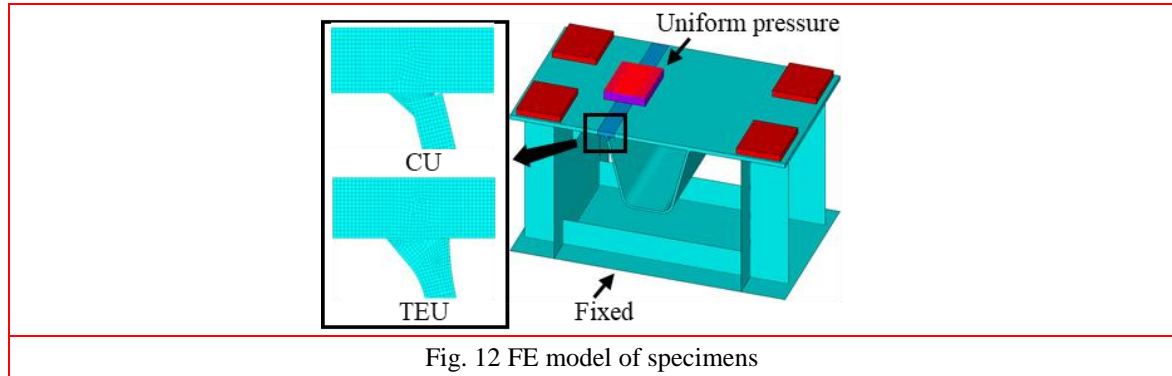 Uniform pressure
CU
TEU
Fixed
Fig. 12 FE model of specimens